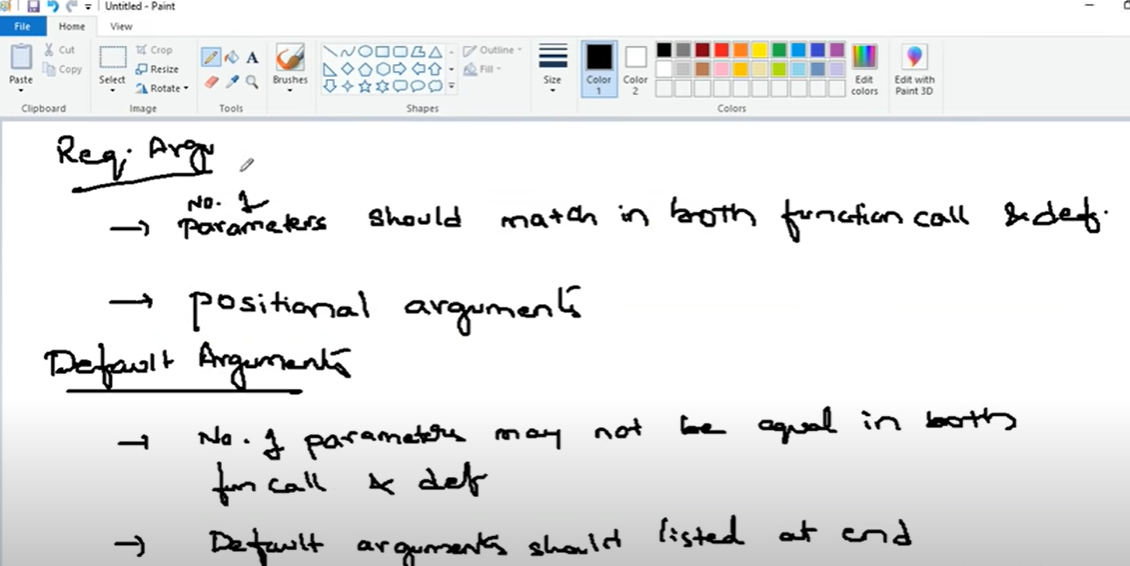 Untitled - Paint
File Home View
Cut Crop Outline
Copy Resize Fill
Paste Select Rotate Brushes Size Color 1 Color 2 Edit colors Edit with Paint 3D
Clipboard Image Tools Shapes Colors
Req: Argu
No. of
→ Parameters should match in both function call & def.
→ positional arguments
Default Arguments
→ No. of parameters may not be equal in both
fun call & def
→ Default arguments should listed at end